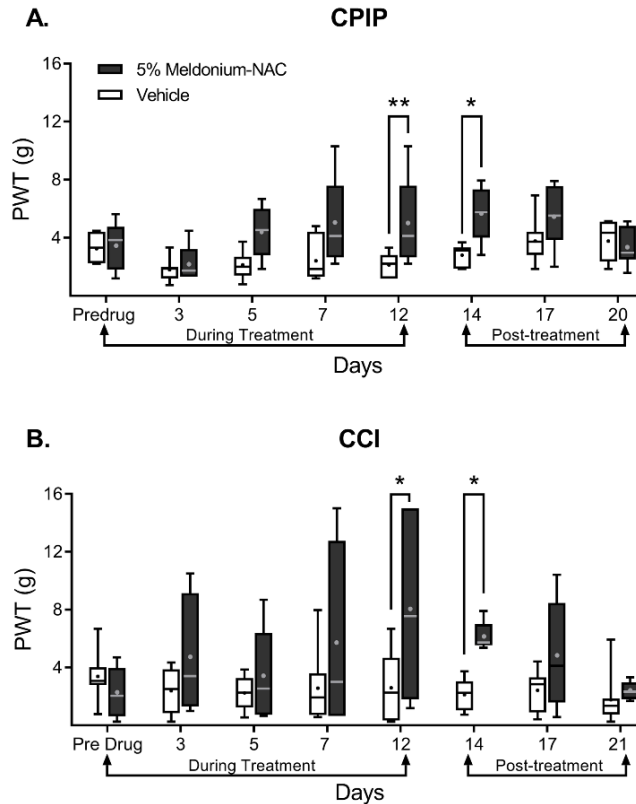 A.
CPIP
16
5% Meldonium-NAC
Vehicle
12
**
*
8
4
PWT (g)
Predrug 3 5 7 12 14 17 20
During Treatment Post-treatment
Days
B.
CCI
16
*
*
12
8
4
PWT (g)
Pre Drug 3 5 7 12 14 17 21
During Treatment Post-treatment
Days